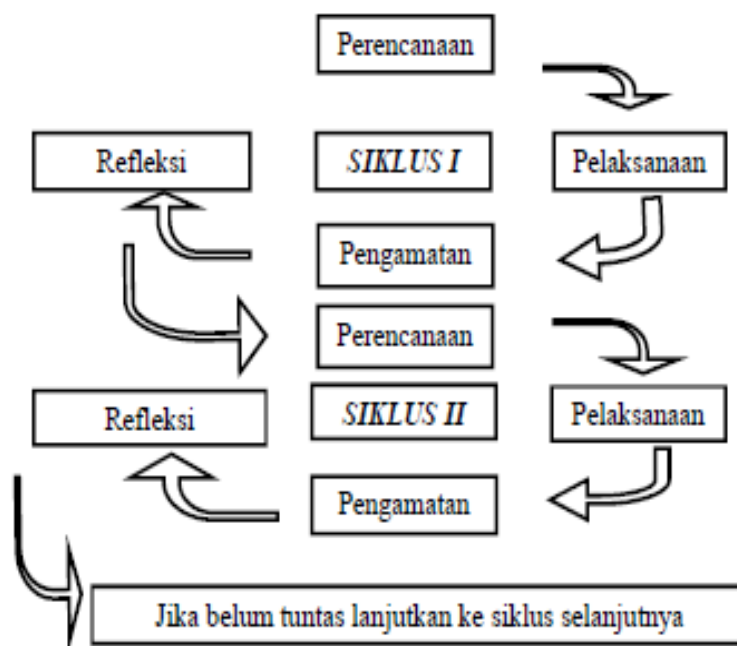 Perencanaan
Refleksi
SIKLUS I
Pelaksanaan
Pengamatan
Perencanaan
Refleksi
SIKLUS II
Pelaksanaan
Pengamatan
Jika belum tuntas lanjutkan ke siklus selanjutnya